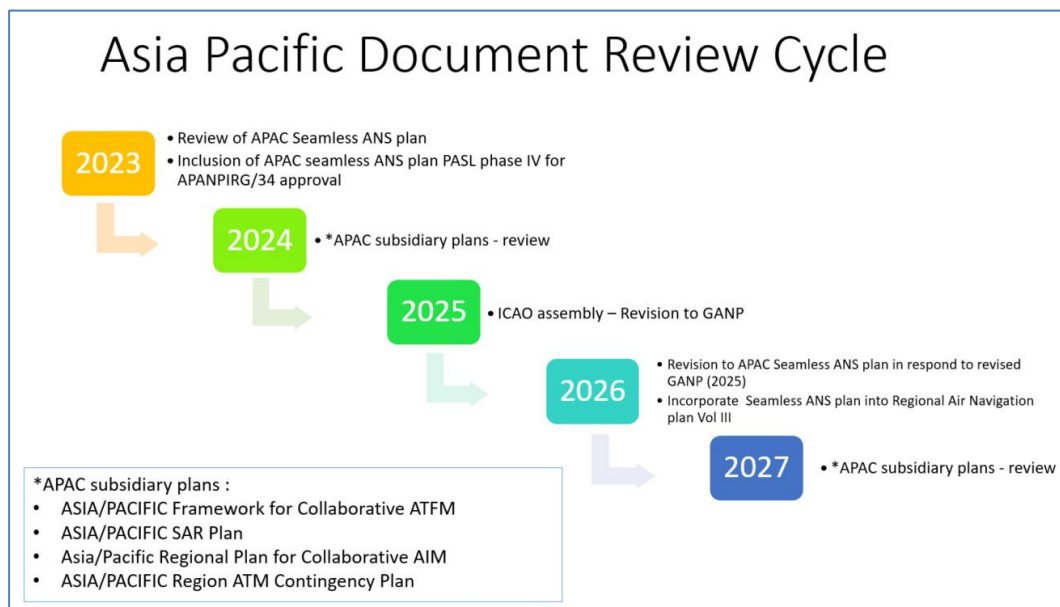 Asia Pacific Document Review Cycle
2023
• Review of APAC Seamless ANS plan
• Inclusion of APAC seamless ANS plan PASL phase IV for
APANPIRG/34 approval
2024
• *APAC subsidiary plans - review
2025
• ICAO assembly – Revision to GANP
2026
• Revision to APAC Seamless ANS plan in respond to revised
GANP (2025)
• Incorporate Seamless ANS plan into Regional Air Navigation
plan Vol III
2027
• *APAC subsidiary plans - review
*APAC subsidiary plans :
• ASIA/PACIFIC Framework for Collaborative ATFM
• ASIA/PACIFIC SAR Plan
• Asia/Pacific Regional Plan for Collaborative AIM
• ASIA/PACIFIC Region ATM Contingency Plan